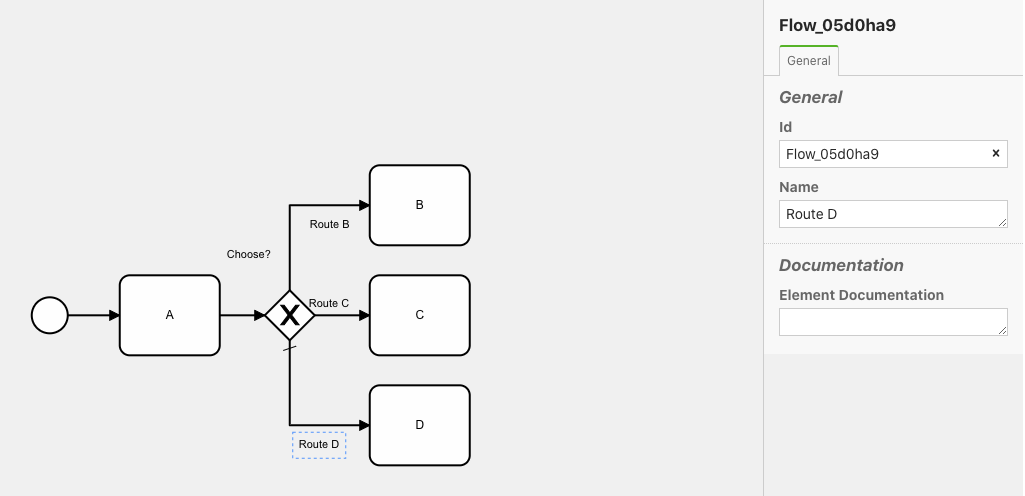 B
Route B
Choose?
A
X
Route C
C
D
Route D
Flow_05d0ha9
General
General
Id
Flow_05d0ha9
×
Name
Route D
Documentation
Element Documentation